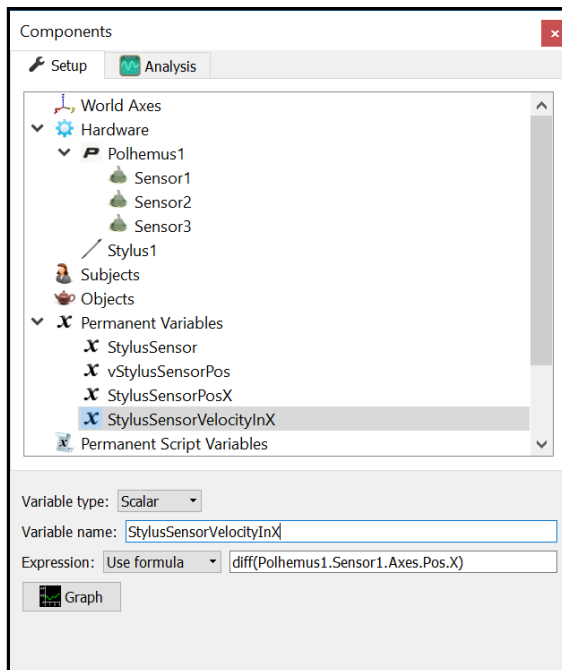 Components
Setup Analysis
World Axes
Hardware
Polhemus1
Sensor1
Sensor2
Sensor3
Stylus1
Subjects
Objects
Permanent Variables
StylusSensor
vStylusSensorPos
StylusSensorPosX
StylusSensorVelocityInX
Permanent Script Variables
Variable type: Scalar
Variable name: StylusSensorVelocityInX
Expression: Use formula diff(Polhemus1.Sensor1.Axes.Pos.X)
Graph